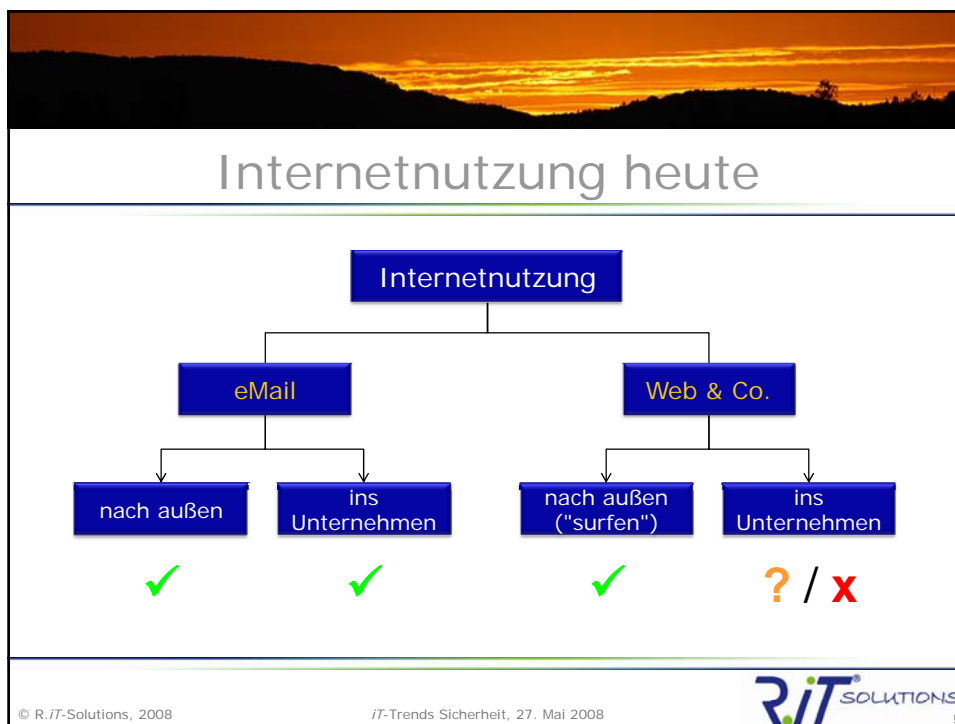 Internetnutzung heute
Internetnutzung
eMail
Web & Co.
nach außen
ins
Unternehmen
nach außen
("surfen")
ins
Unternehmen
✓
✓
✓
? / x
© R.iT-Solutions, 2008
iT-Trends Sicherheit, 27. Mai 2008
R.iT® SOLUTIONS